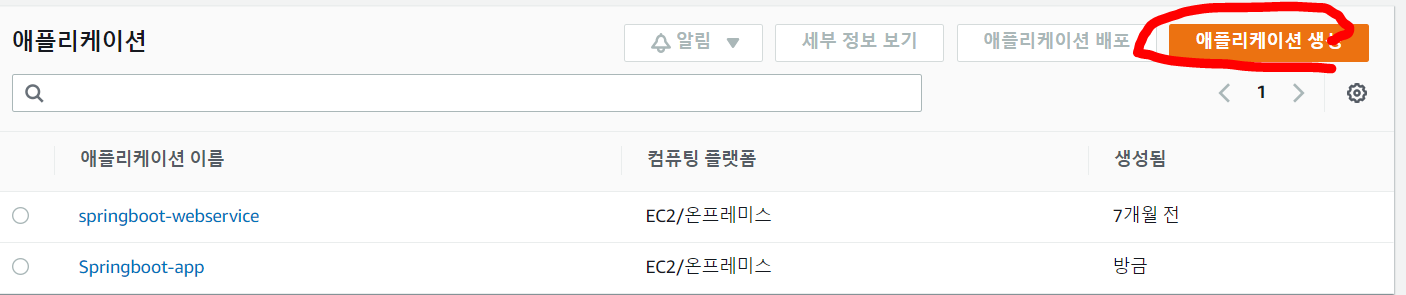 애플리케이션
알림 세부 정보 보기 애플리케이션 배포 애플리케이션 생성
1
애플리케이션 이름 컴퓨팅 플랫폼 생성됨
springboot-webservice EC2/온프레미스 7개월 전
Springboot-app EC2/온프레미스 방금